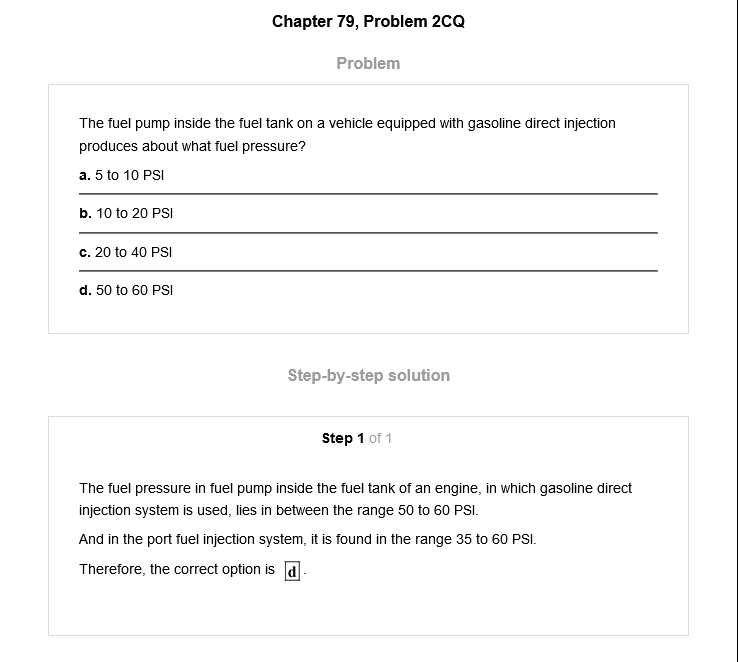 Chapter 79, Problem 2CQ
Problem
The fuel pump inside the fuel tank on a vehicle equipped with gasoline direct injection
produces about what fuel pressure?
a. 5 to 10 PSI
b. 10 to 20 PSI
c. 20 to 40 PSI
d. 50 to 60 PSI
Step-by-step solution
Step 1 of 1
The fuel pressure in fuel pump inside the fuel tank of an engine, in which gasoline direct
injection system is used, lies in between the range 50 to 60 PSI.
And in the port fuel injection system, it is found in the range 35 to 60 PSI.
Therefore, the correct option is d.